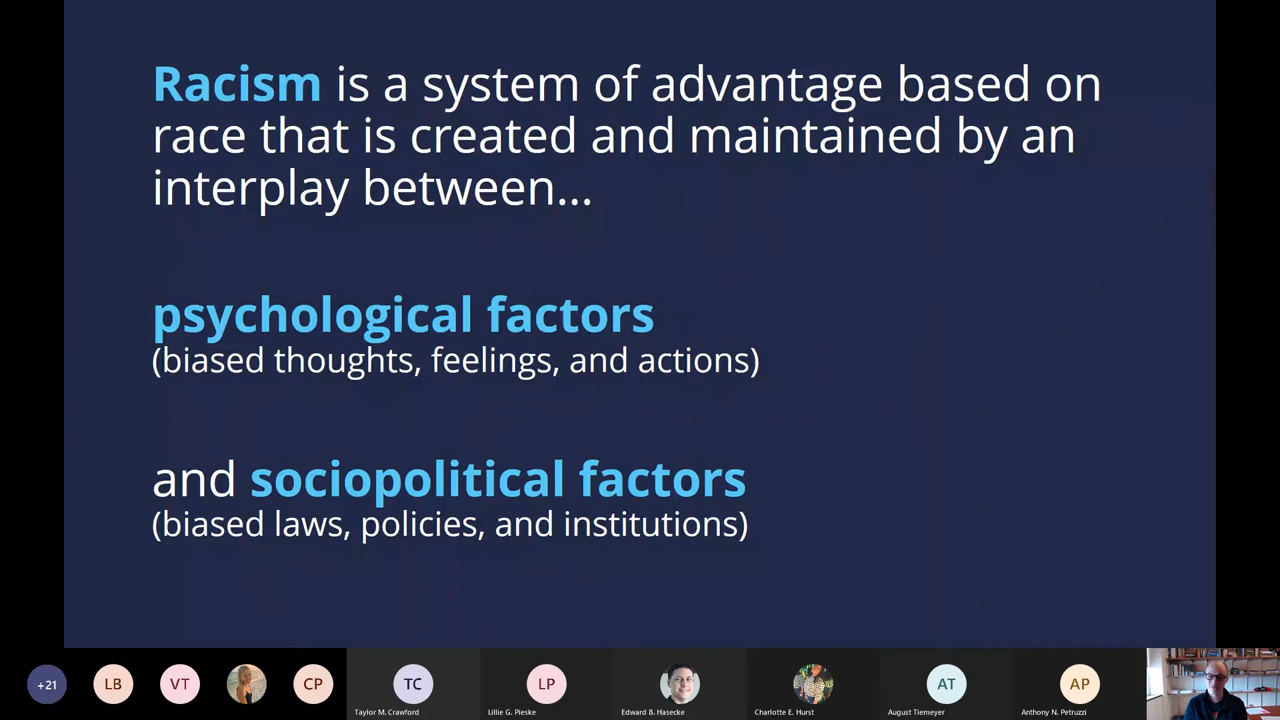 Racism is a system of advantage based on
race that is created and maintained by an
interplay between...
psychological factors
(biased thoughts, feelings, and actions)
and sociopolitical factors
(biased laws, policies, and institutions)
+21
LB
VT
CP
TC
LP
AT
AP
Taylor M. Crawford
Lillie G. Pieske
Edward B. Hasecke
Charlotte E. Hurst
August Tiemeyer
Anthony N. Petruzzi